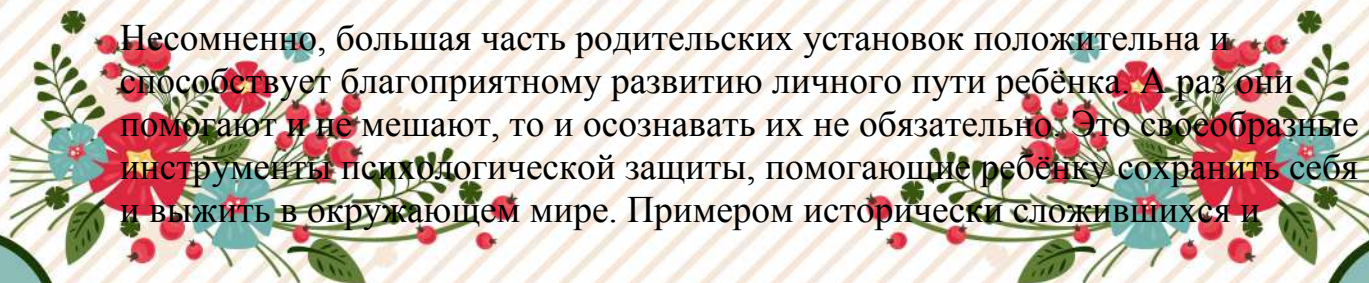 Несомненно, большая часть родительских установок положительна и
способствует благоприятному развитию личного пути ребёнка. А раз они
помогают и не мешают, то и осознавать их не обязательно. Это своеобразные
инструменты психологической защиты, помогающие ребёнку сохранить себя
и выжить в окружающем мире. Примером исторически сложившихся и